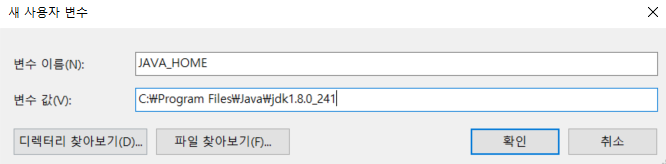 새 사용자 변수
변수 이름(N):
JAVA_HOME
변수 값(V):
C:₩Program Files₩Java₩jdk1.8.0_241
디렉터리 찾아보기(D)... 파일 찾아보기(F)... 확인 취소